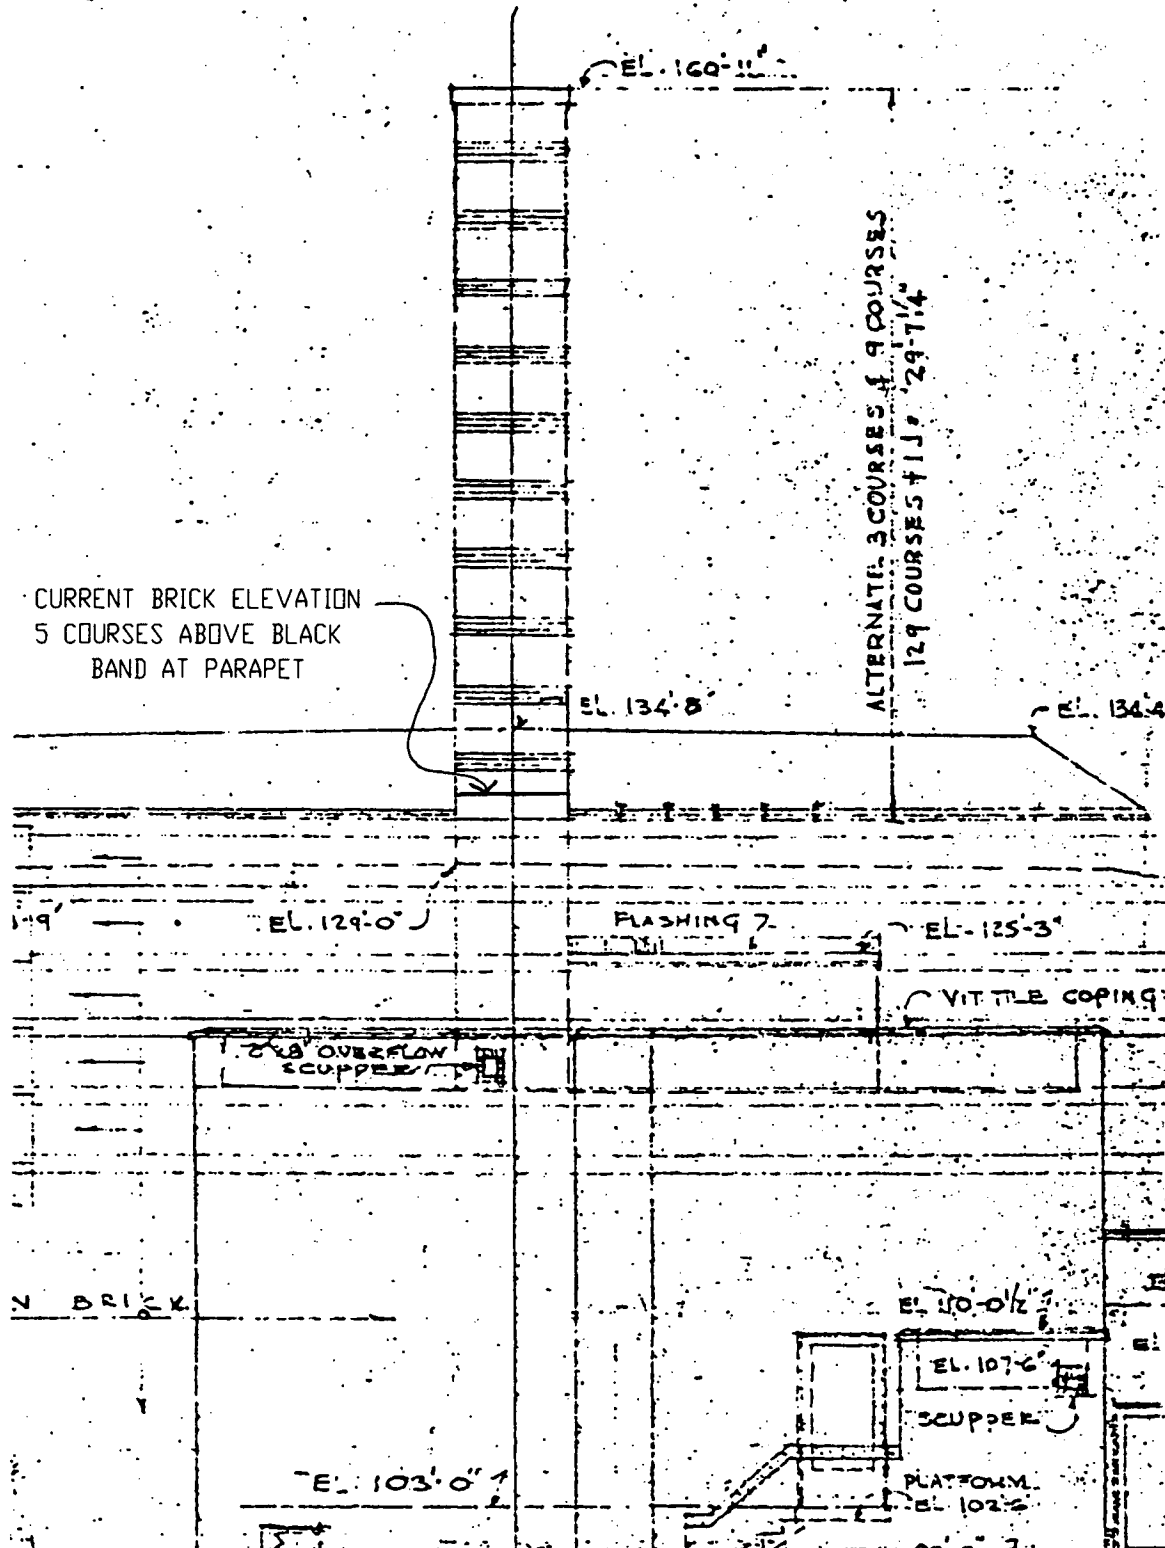 EL. 160'-11"
ALTERNATE 3 COURSES & 9 COURSES
129 COURSES + 1 J = 29'-7 1/4"
CURRENT BRICK ELEVATION
5 COURSES ABOVE BLACK
BAND AT PARAPET
EL. 134'-8"
EL. 134'-4
-9'
EL. 129'-0"
FLASHING
EL. 125'-3"
VIT TILE COPING
2"x8" OVERFLOW
SCUPPER
BRICK
EL 110'-0 1/2"
EL. 107-6"
SCUPPER
EL. 103'-0"
PLATFORM
EL 102-6